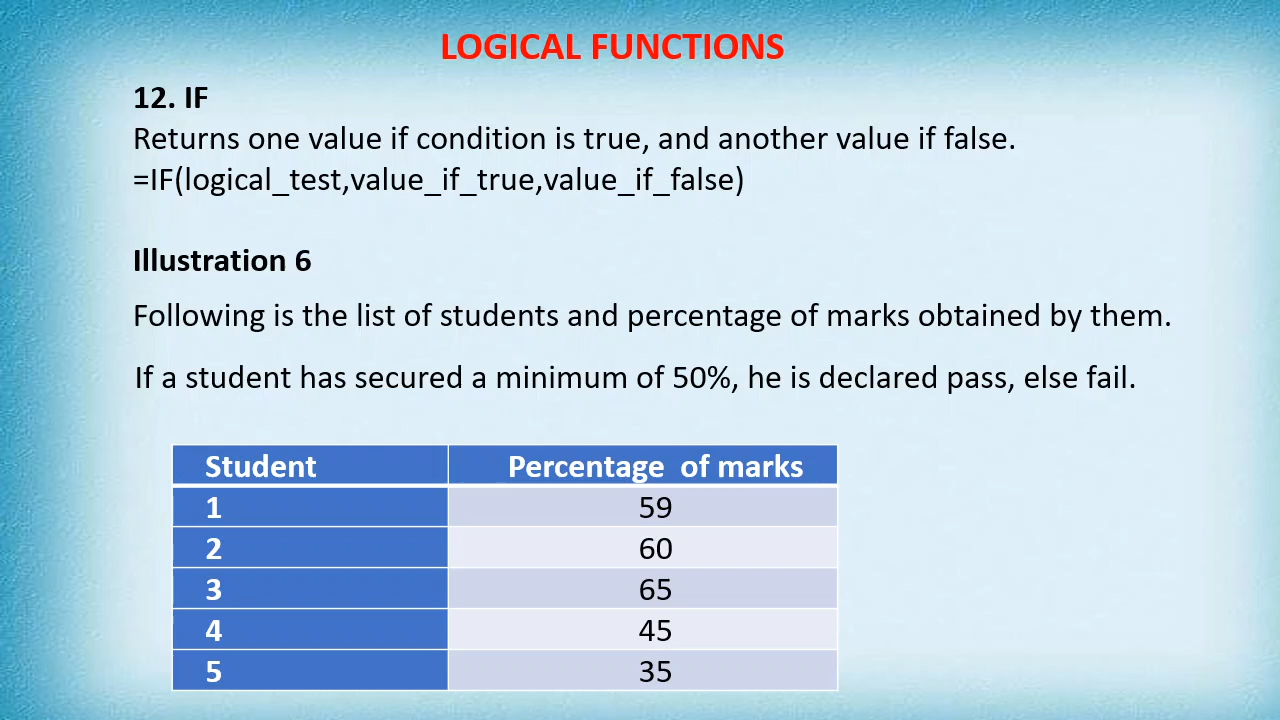 LOGICAL FUNCTIONS
12. IF
Returns one value if condition is true, and another value if false.
=IF(logical_test,value_if_true,value_if_false)
Illustration 6
Following is the list of students and percentage of marks obtained by them.
If a student has secured a minimum of 50%, he is declared pass, else fail.
Student Percentage of marks
1 59
2 60
3 65
4 45
5 35